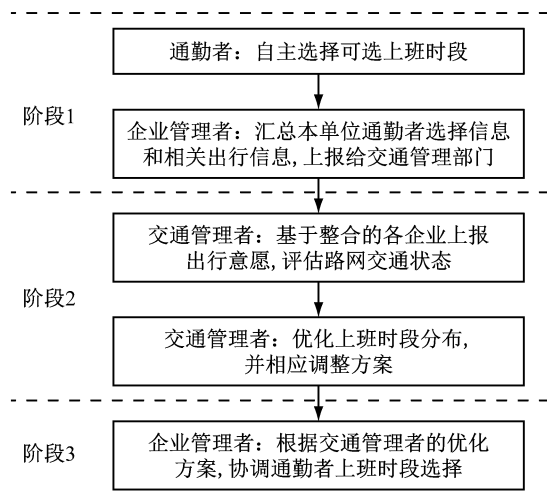 通勤者：自主选择可选上班时段
阶段1
企业管理者：汇总本单位通勤者选择信息
和相关出行信息,上报给交通管理部门
交通管理者：基于整合的各企业上报
出行意愿,评估路网交通状态
阶段2
交通管理者：优化上班时段分布,
并相应调整方案
阶段3
企业管理者：根据交通管理者的优化
方案,协调通勤者上班时段选择